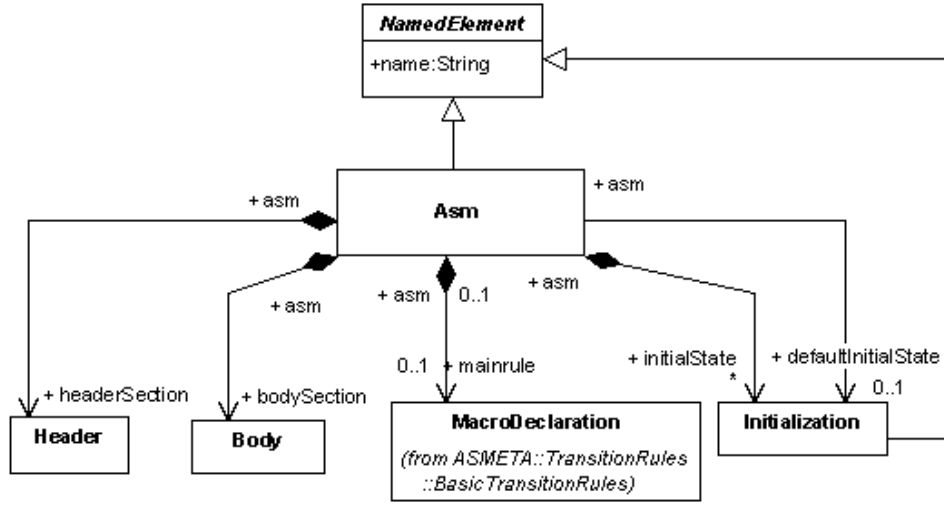 NamedElement
+name:String
+ asm
+ asm
Asm
+ asm
+ asm
0..1
+ asm
0..1
+ mainrule
+ initialState
*
+ defaultInitialState
0..1
+ headerSection
+ bodySection
Header
Body
MacroDeclaration
(from ASMETA::TransitionRules
::BasicTransitionRules)
Initialization